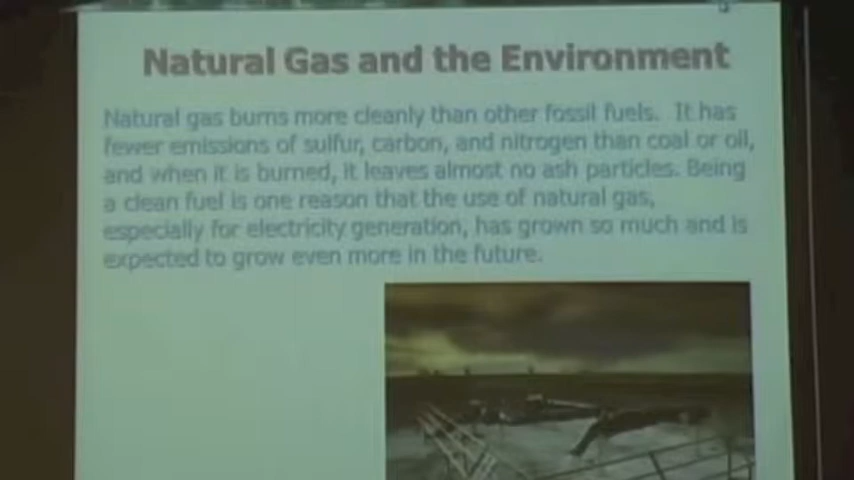 Natural Gas and the Environment
Natural gas burns more cleanly than other fossil fuels. It has
fewer emissions of sulfur, carbon, and nitrogen than coal or oil,
and when it is burned, it leaves almost no ash particles. Being
a clean fuel is one reason that the use of natural gas,
especially for electricity generation, has grown so much and is
expected to grow even more in the future.